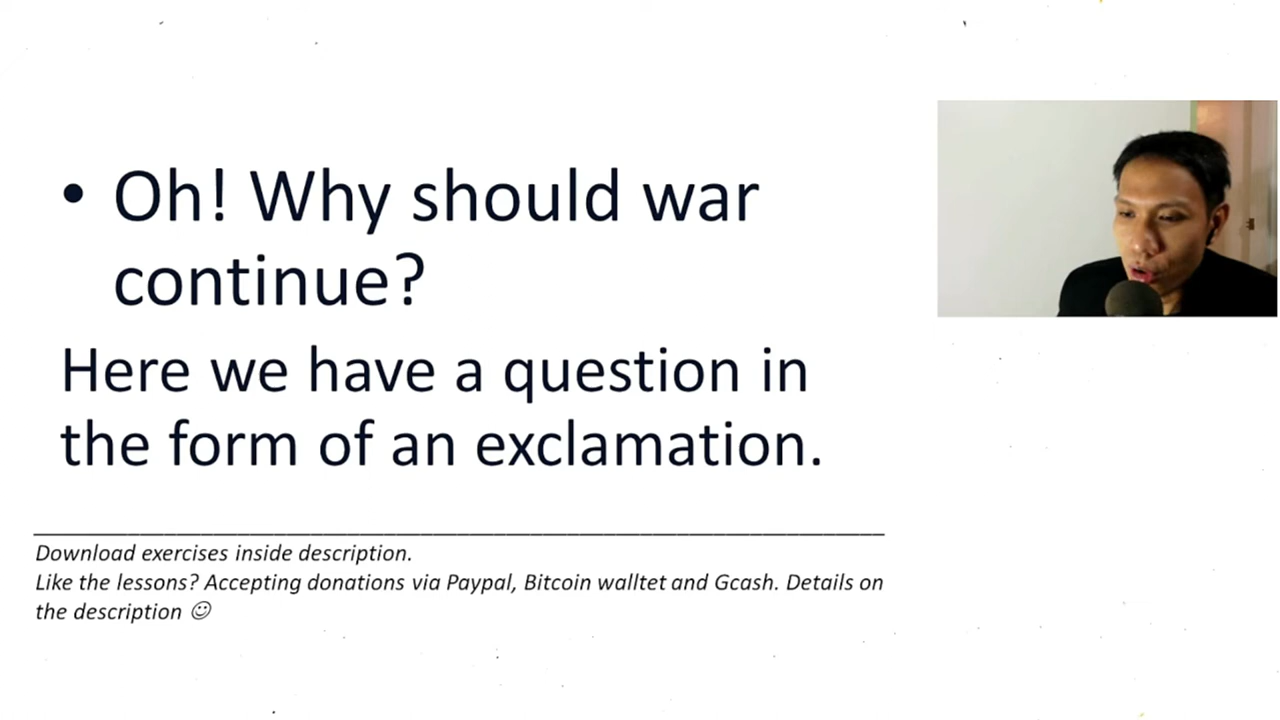 • Oh! Why should war
continue?
Here we have a question in
the form of an exclamation.
Download exercises inside description.
Like the lessons? Accepting donations via Paypal, Bitcoin walltet and Gcash. Details on
the description ☺